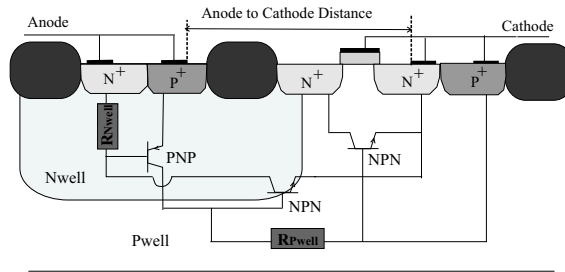 Anode to Cathode Distance
Anode
Cathode
N+
P+
N+
N+
P+
RNwell
PNP
NPN
Nwell
NPN
Pwell
RPwell